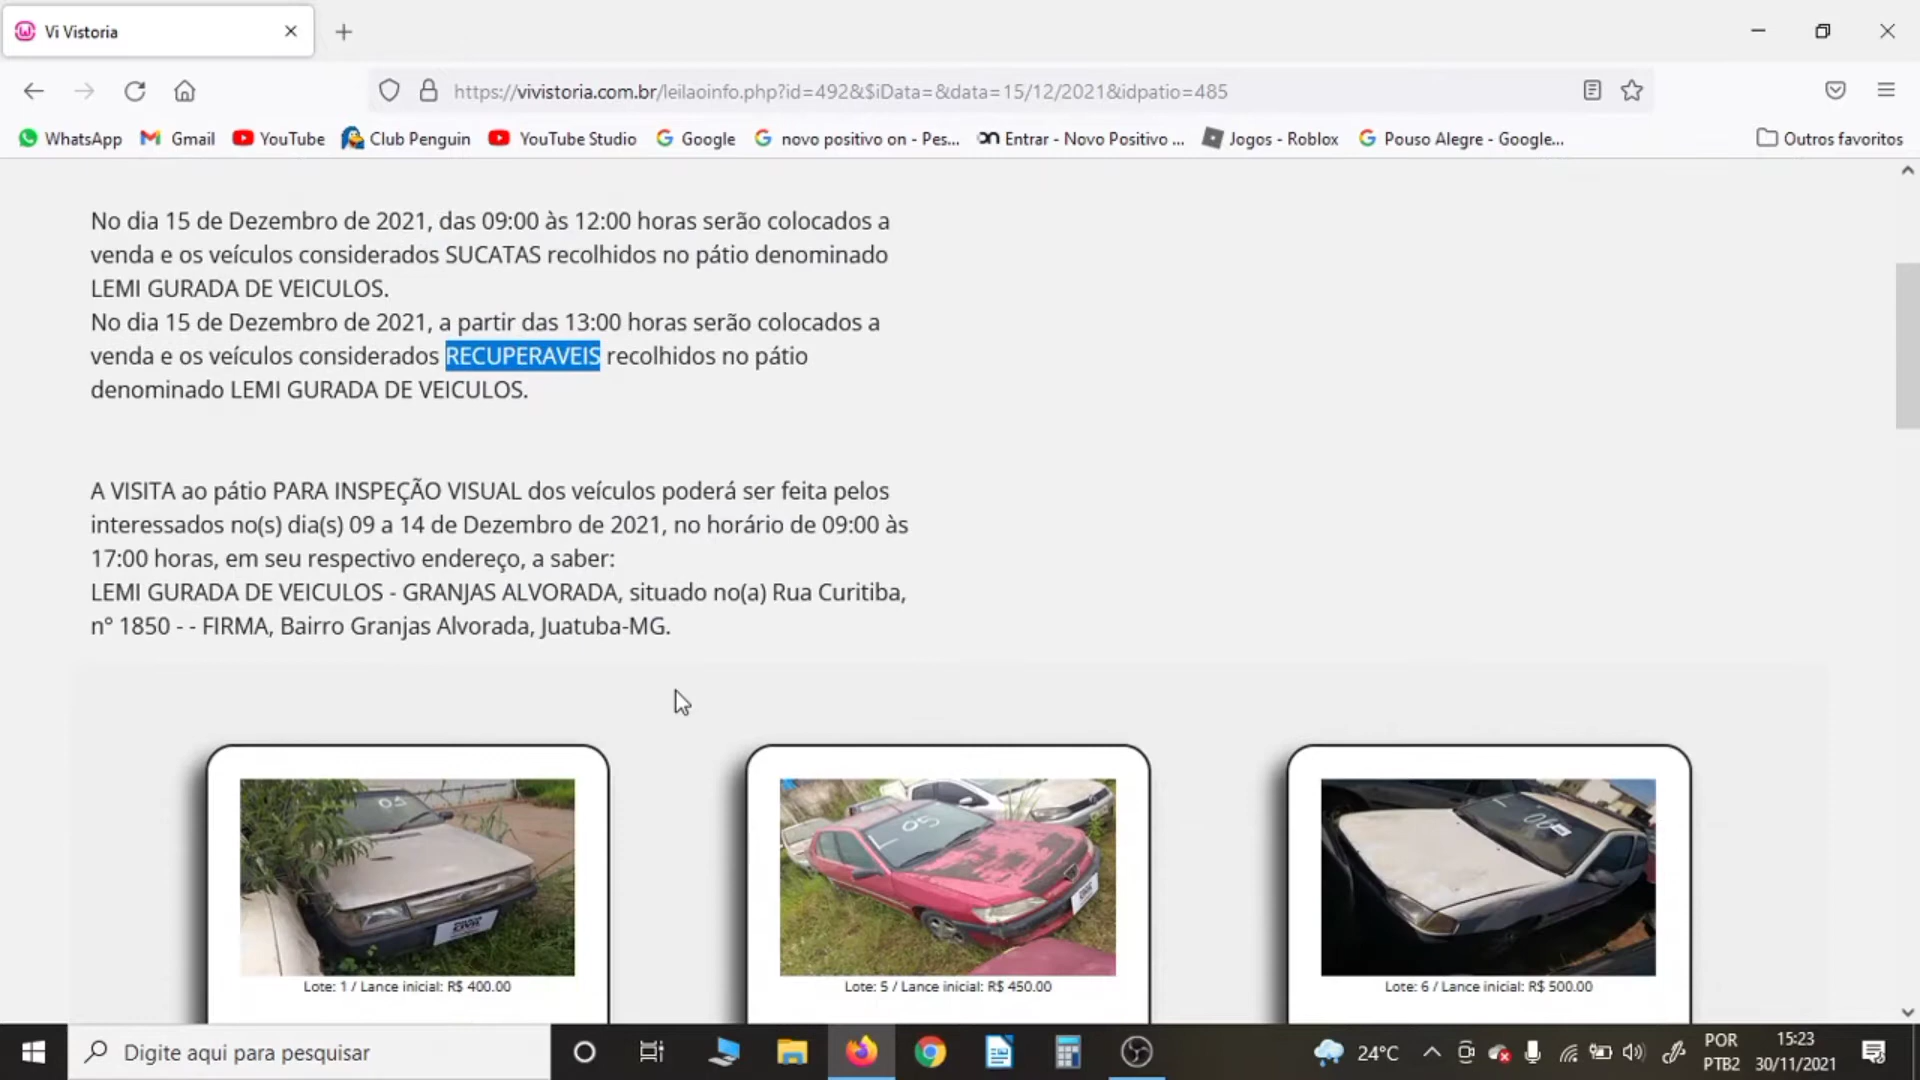 Vi Vistoria
https://vivistoria.com.br/leilaoinfo.php?id=492&$iData=&data=15/12/2021&idpatio=485
WhatsApp Gmail YouTube Club Penguin YouTube Studio Google novo positivo on - Pes... Entrar - Novo Positivo ... Jogos - Roblox Pouso Alegre - Google... Outros favoritos
No dia 15 de Dezembro de 2021, das 09:00 às 12:00 horas serão colocados a
venda e os veículos considerados SUCATAS recolhidos no pátio denominado
LEMI GURADA DE VEICULOS.
No dia 15 de Dezembro de 2021, a partir das 13:00 horas serão colocados a
venda e os veículos considerados RECUPERAVEIS recolhidos no pátio
denominado LEMI GURADA DE VEICULOS.
A VISITA ao pátio PARA INSPEÇÃO VISUAL dos veículos poderá ser feita pelos
interessados no(s) dia(s) 09 a 14 de Dezembro de 2021, no horário de 09:00 às
17:00 horas, em seu respectivo endereço, a saber:
LEMI GURADA DE VEICULOS - GRANJAS ALVORADA, situado no(a) Rua Curitiba,
n° 1850 - - FIRMA, Bairro Granjas Alvorada, Juatuba-MG.
L 05
06
Lote: 1 / Lance inicial: R$ 400.00
Lote: 5 / Lance inicial: R$ 450.00
Lote: 6 / Lance inicial: R$ 500.00
Digite aqui para pesquisar
24°C
POR
PTB2
15:23
30/11/2021